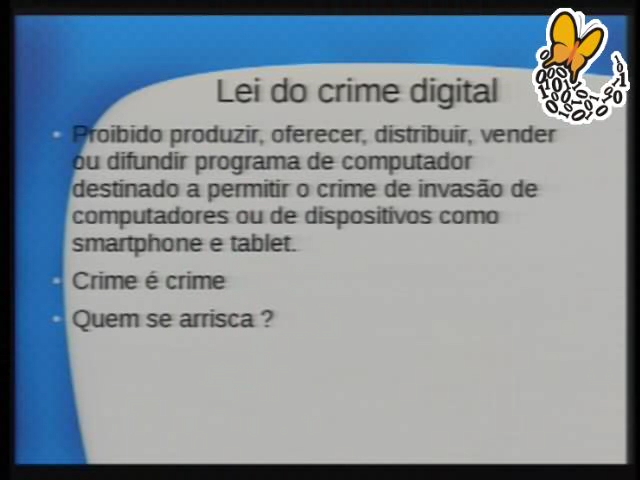 Lei do crime digital
• Proibido produzir, oferecer, distribuir, vender
ou difundir programa de computador
destinado a permitir o crime de invasão de
computadores ou de dispositivos como
smartphone e tablet.
• Crime é crime
• Quem se arrisca ?